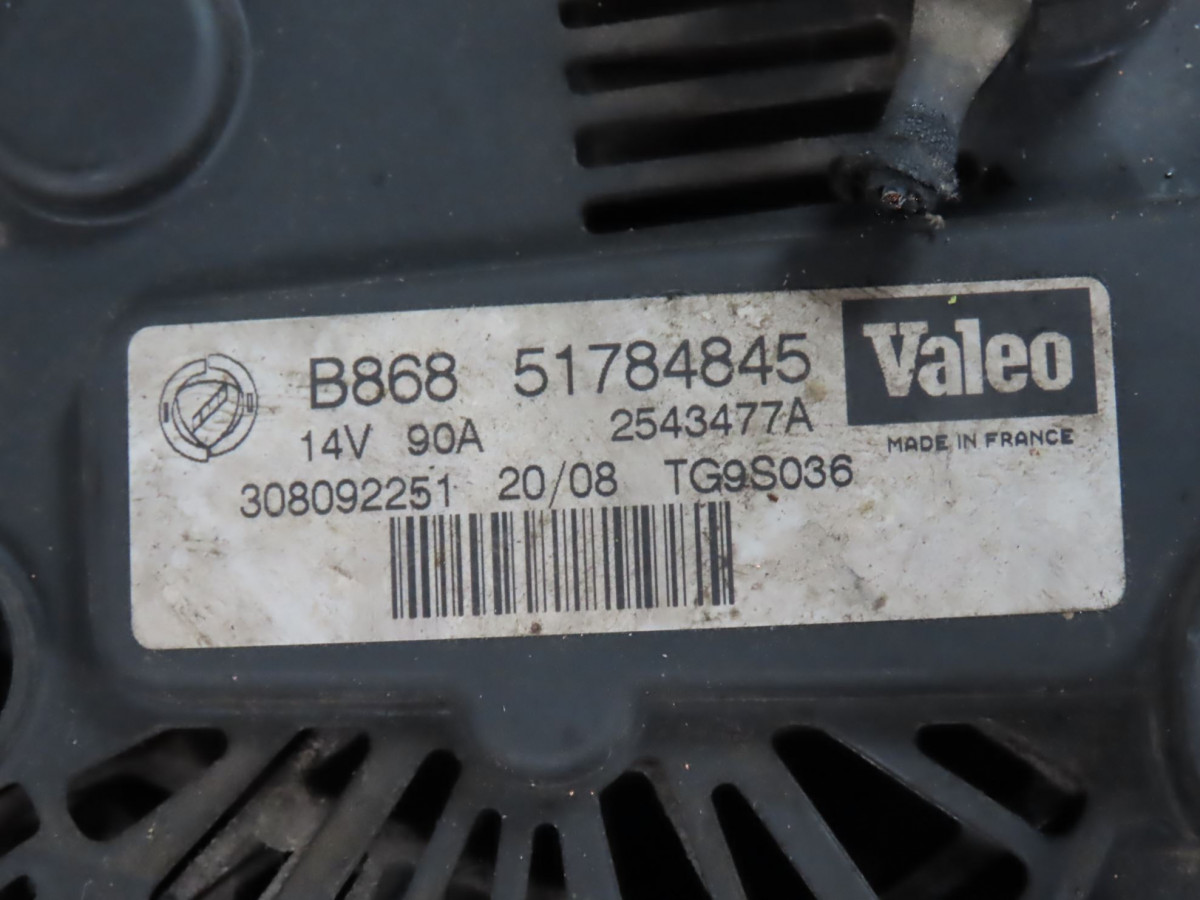 B868 51784845
Valeo
14V 90A 2543477A
MADE IN FRANCE
308092251 20/08 TG9S036